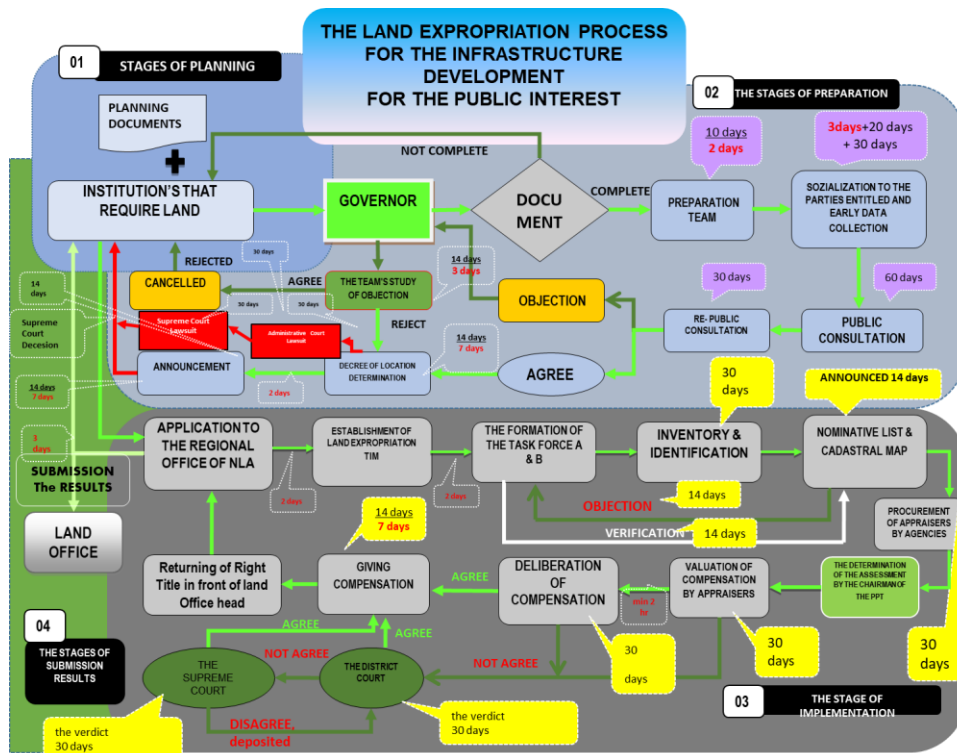 THE LAND EXPROPRIATION PROCESS
FOR THE INFRASTRUCTURE
DEVELOPMENT
FOR THE PUBLIC INTEREST
01
STAGES OF PLANNING
PLANNING
DOCUMENTS
INSTITUTION'S THAT
REQUIRE LAND
NOT COMPLETE
GOVERNOR
DOCU
MENT
COMPLETE
02
THE STAGES OF PREPARATION
10 days
2 days
3days+20 days
+ 30 days
PREPARATION
TEAM
SOZIALIZATION TO THE
PARTIES ENTITLED AND
EARLY DATA
COLLECTION
REJECTED
30 days
14 days
3 days
CANCELLED
AGREE
THE TEAM'S STUDY
OF OBJECTION
OBJECTION
30 days
60 days
14
days
30 days
30 days
REJECT
RE- PUBLIC
CONSULTATION
PUBLIC
CONSULTATION
Supreme
Court
Decesion
Supreme Court
Lawsuit
Administrative Court
Lawsuit
14 days
7 days
ANNOUNCEMENT
DECREE OF LOCATION
DETERMINATION
AGREE
30
days
ANNOUNCED 14 days
14 days
7 days
2 days
3
days
APPLICATION TO
THE REGIONAL
OFFICE OF NLA
ESTABLISHMENT OF
LAND EXPROPRIATION
TIM
THE FORMATION OF
THE TASK FORCE A
& B
INVENTORY &
IDENTIFICATION
NOMINATIVE LIST &
CADASTRAL MAP
SUBMISSION
The RESULTS
2 days
2 days
OBJECTION
14 days
VERIFICATION
14 days
LAND
OFFICE
14 days
7 days
PROCUREMENT
OF APPRAISERS
BY AGENCIES
Returning of Right
Title in front of land
Office head
GIVING
COMPENSATION
AGREE
DELIBERATION OF
COMPENSATION
min 2
hr
VALUATION OF
COMPENSATION
BY APPRAISERS
THE DETERMINATION
OF THE ASSESSMENT
BY THE CHAIRMAN OF
THE PPT
04
THE STAGES OF
SUBMISSION
RESULTS
AGREE
AGREE
NOT AGREE
NOT AGREE
30
days
30
days
30
days
THE
SUPREME
COURT
THE DISTRICT
COURT
DISAGREE,
deposited
the verdict
30 days
the verdict
30 days
03
THE STAGE OF
IMPLEMENTATION